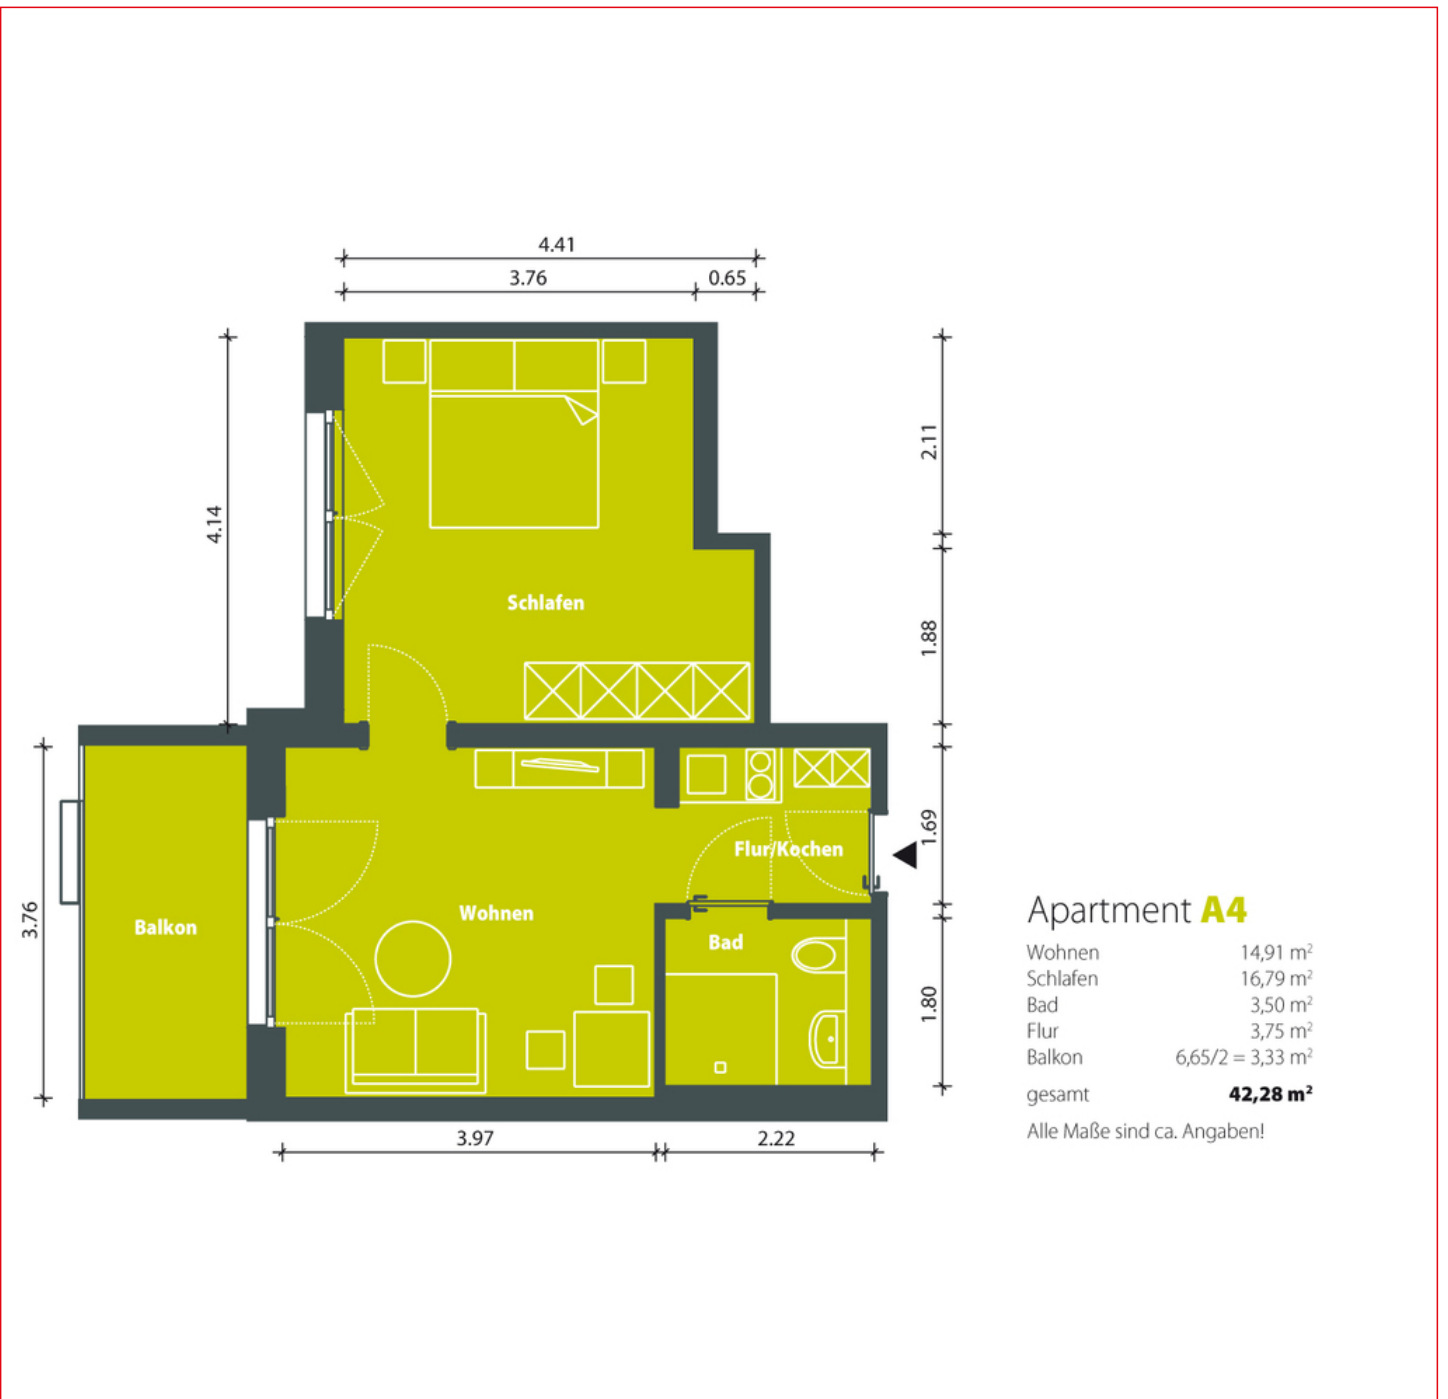 4.41
3.76 0.65
2.11
4.14
Schlafen
1.88
1.69
Flur/Kochen
3.76
Wohnen
Balkon
Bad
1.80
3.97 2.22
Apartment A4
Wohnen 14,91 m²
Schlafen 16,79 m²
Bad 3,50 m²
Flur 3,75 m²
Balkon 6,65/2 = 3,33 m²
gesamt 42,28 m²
Alle Maße sind ca. Angaben!